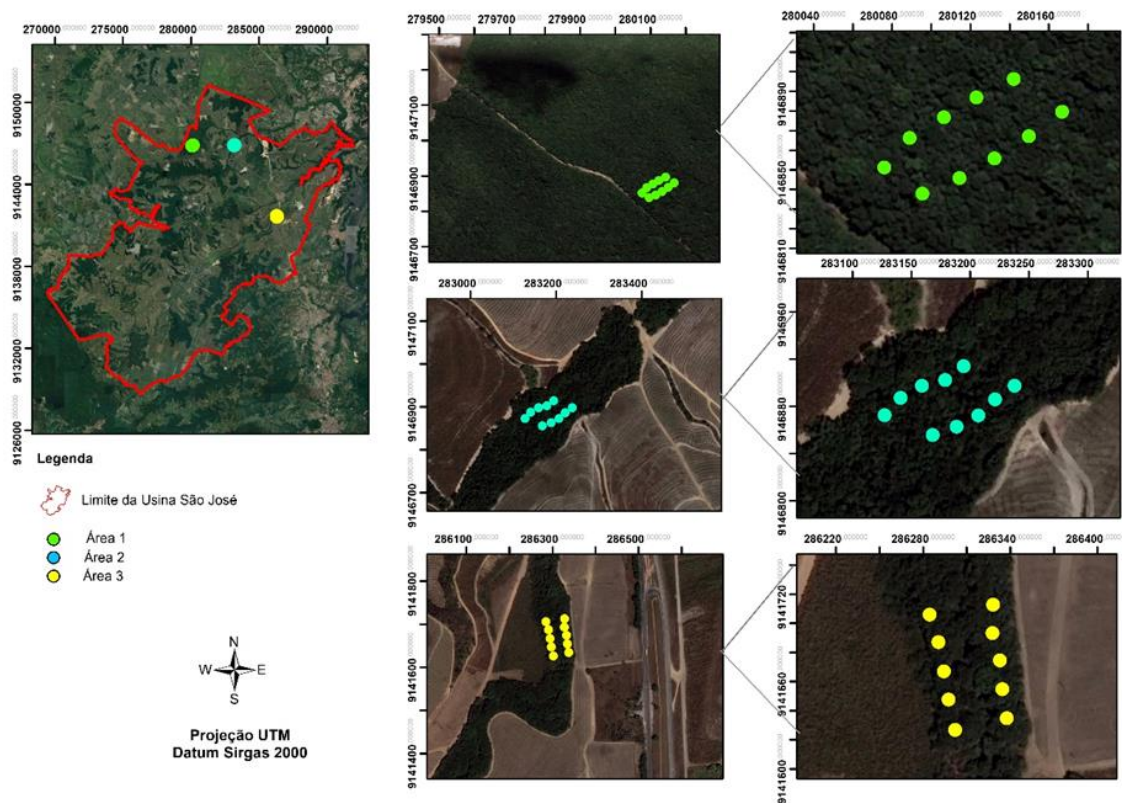 270000 275000 280000 285000 290000
9150000
9144000
9138000
9132000
9126000
279500 279700 279900 280100
9147100
9146900
9146700
280040 280080 280120 280160
9146890
9146850
9146810
283000 283200 283400
9147100
9146900
9146700
283100 283150 283200 283250 283300
9146960
9146880
9146800
286100 286300 286500
9141800
9141600
9141400
286220 286280 286340 286400
9141720
9141660
9141600
Legenda
Limite da Usina São José
Área 1
Área 2
Área 3
N
W E
S
Projeção UTM
Datum Sirgas 2000